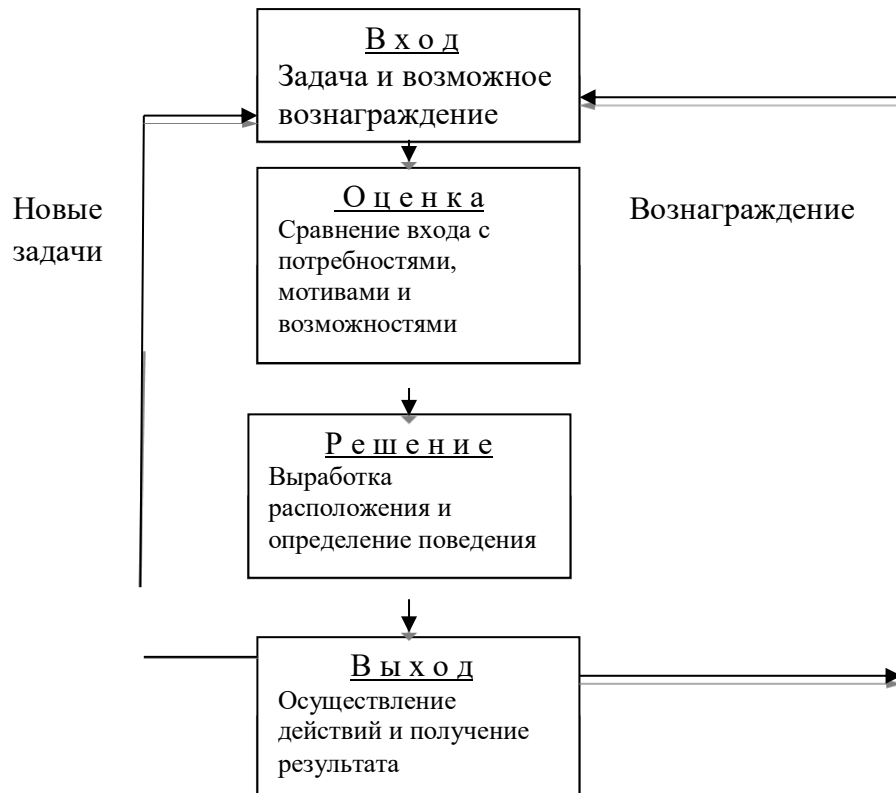 В х о д
Задача и возможное
вознаграждение
Новые
задачи
О ц е н к а
Сравнение входа с
потребностями,
мотивами и
возможностями
Вознаграждение
Р е ш е н и е
Выработка
расположения и
определение поведения
В ы х о д
Осуществление
действий и получение
результата